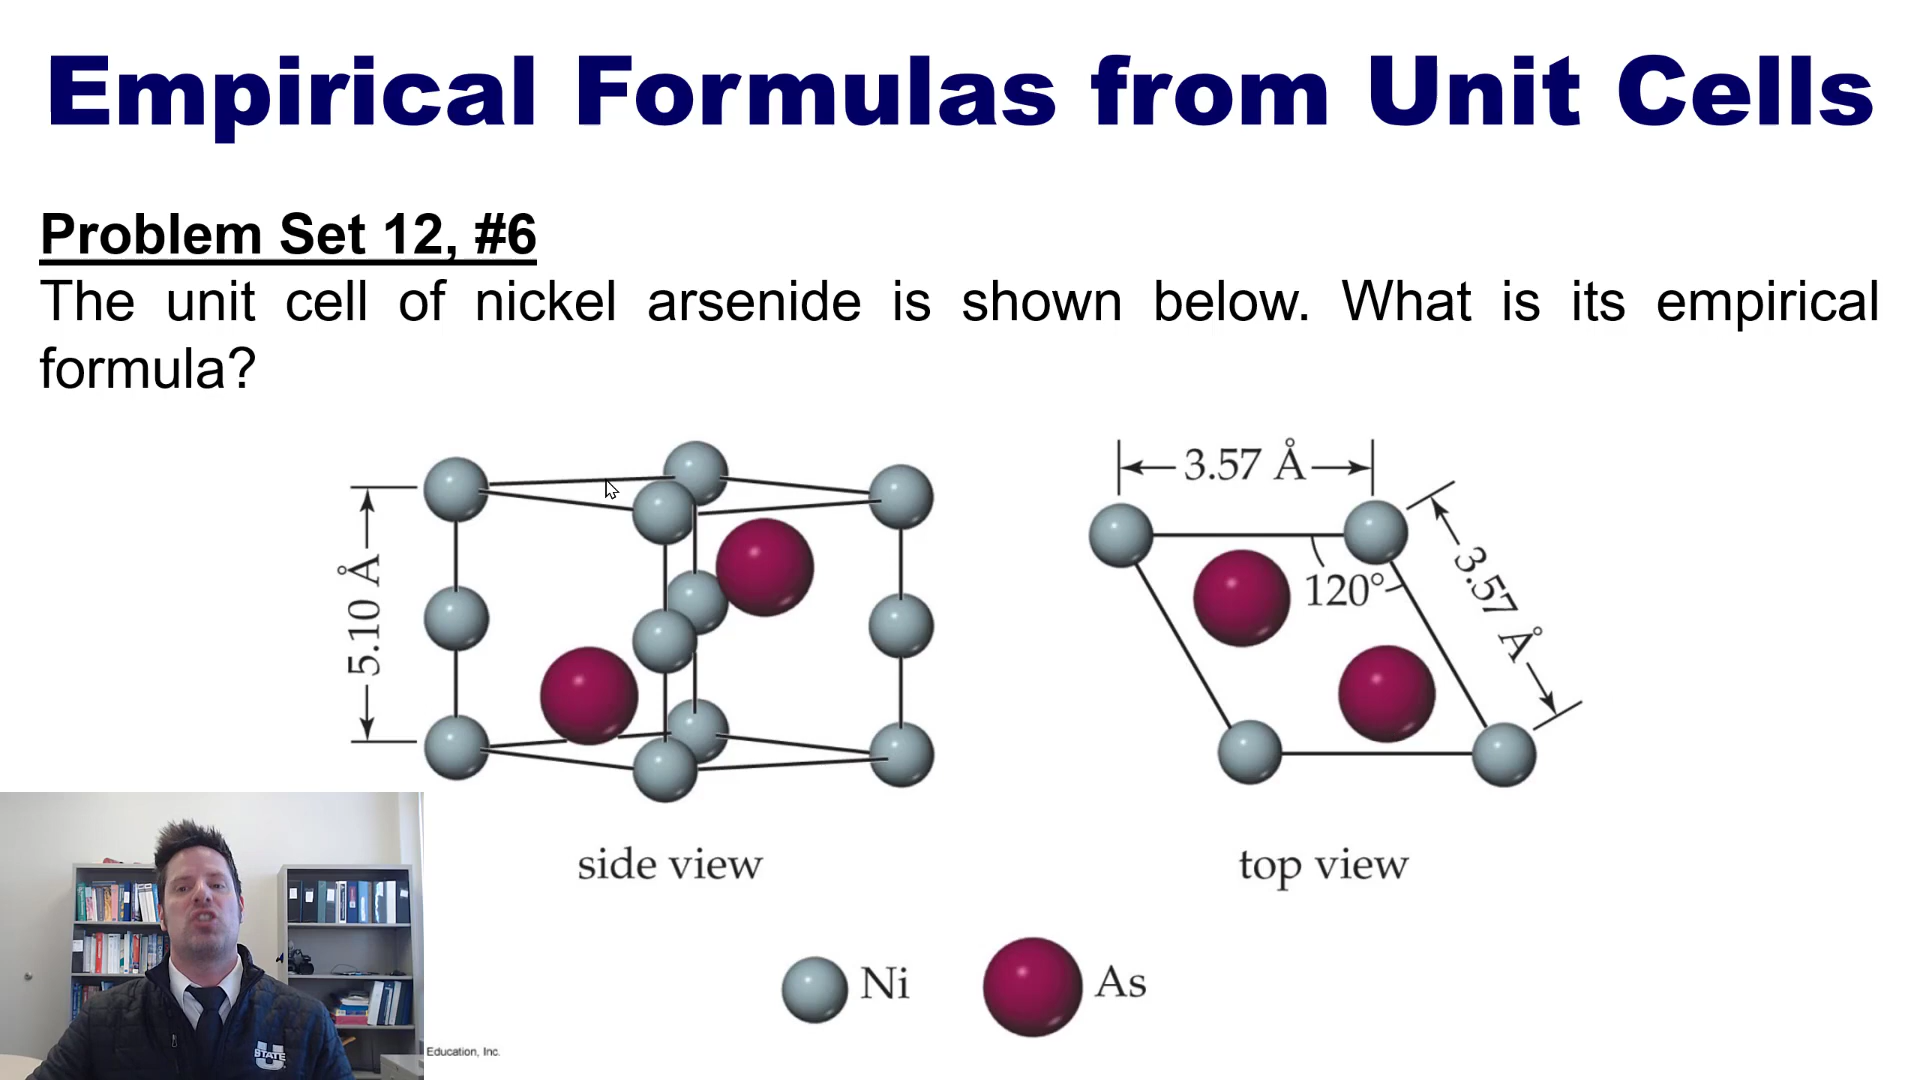 Empirical Formulas from Unit Cells
Problem Set 12, #6
The unit cell of nickel arsenide is shown below. What is its empirical
formula?
5.10 Å
3.57 Å
120°
3.57 Å
side view
top view
Ni
As
U
STATE
Education, Inc.